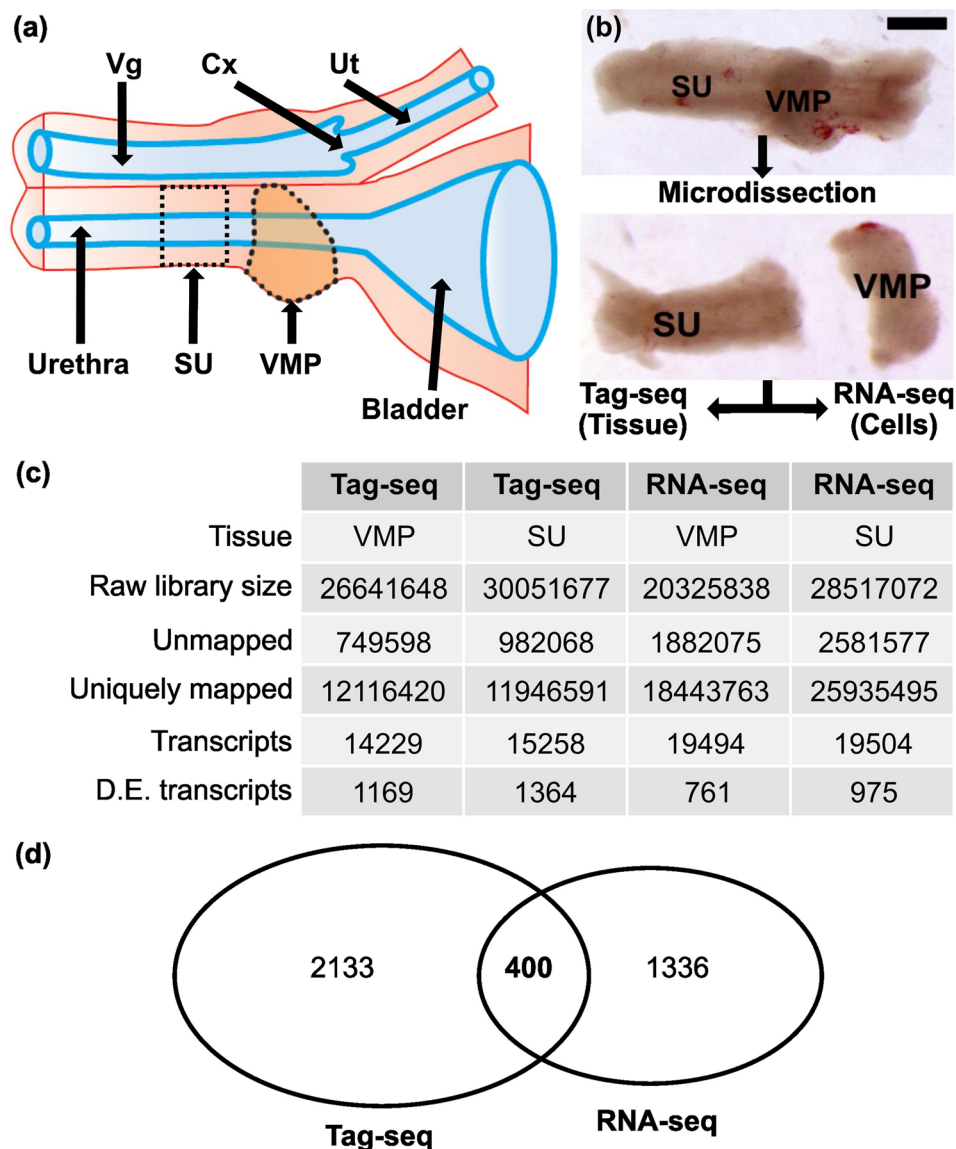 (a)
Vg
Cx
Ut
Urethra
SU
VMP
Bladder
(b)
SU
VMP
Microdissection
SU
VMP
Tag-seq
(Tissue)
RNA-seq
(Cells)
(c)
Tag-seq Tag-seq RNA-seq RNA-seq
Tissue VMP SU VMP SU
Raw library size 26641648 30051677 20325838 28517072
Unmapped 749598 982068 1882075 2581577
Uniquely mapped 12116420 11946591 18443763 25935495
Transcripts 14229 15258 19494 19504
D.E. transcripts 1169 1364 761 975
(d)
2133
400
1336
Tag-seq
RNA-seq